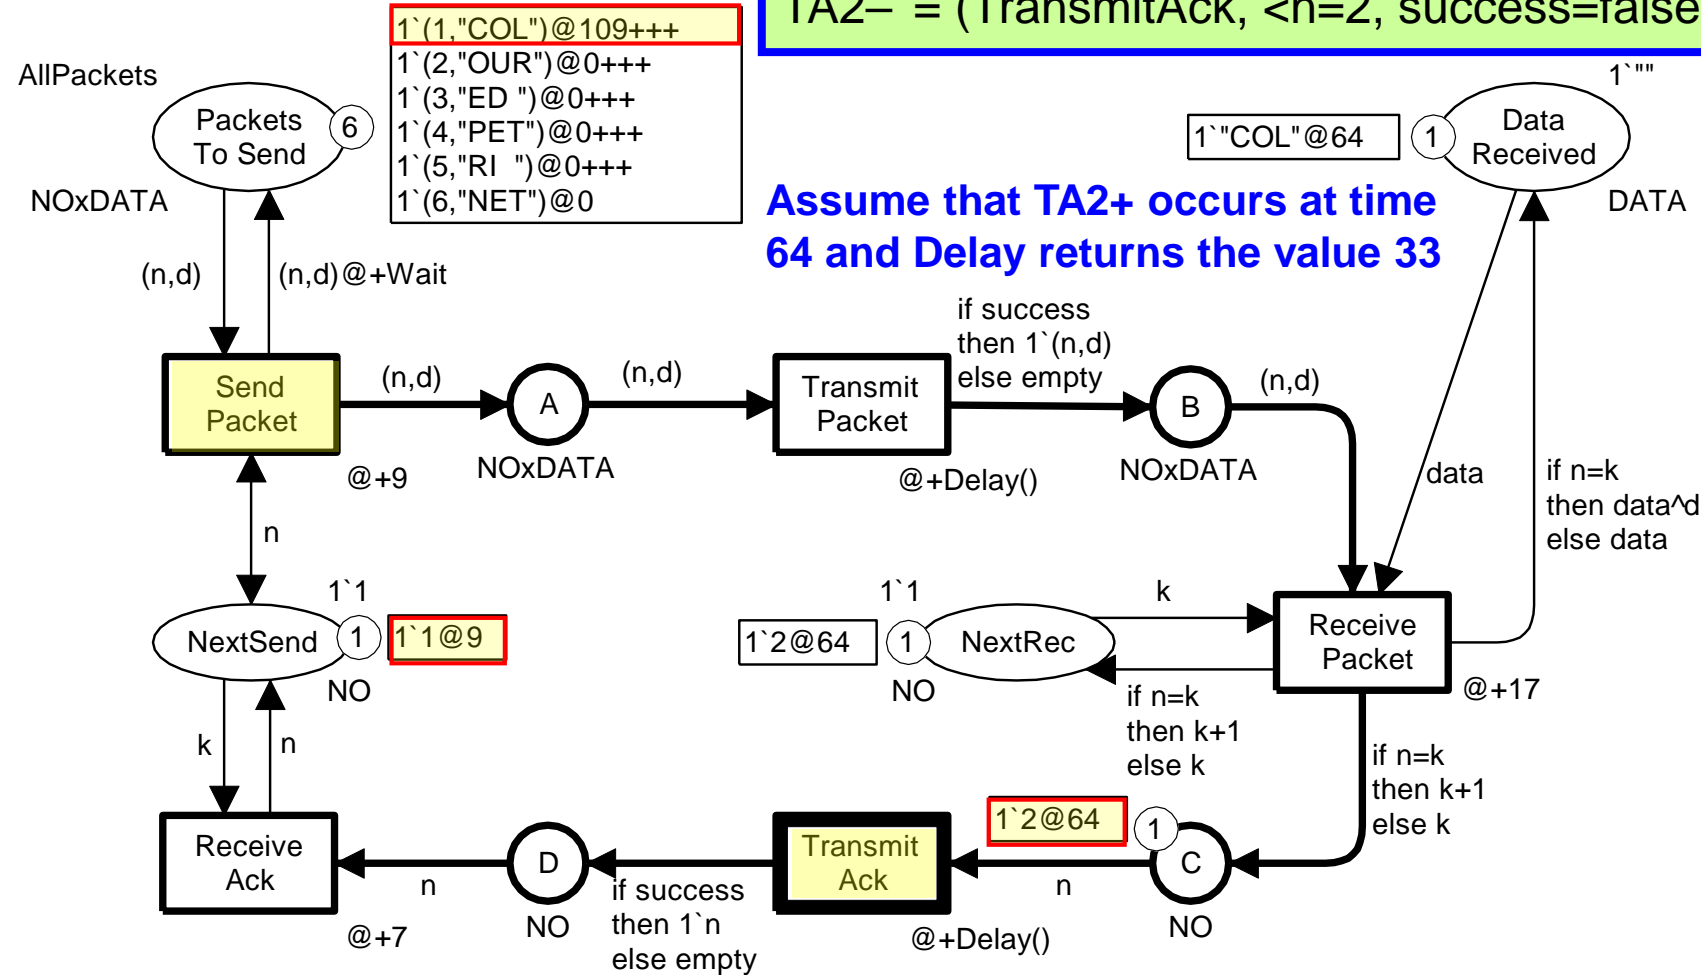 TA2– = (TransmitAck, <n=2, success=false
1`(1,"COL")@109+++
1`(2,"OUR")@0+++
1`(3,"ED ")@0+++
1`(4,"PET")@0+++
1`(5,"RI  ")@0+++
1`(6,"NET")@0
AllPackets
Packets
To Send
6
NOxDATA
1`""
1`"COL"@64
1
Data
Received
DATA
Assume that TA2+ occurs at time
64 and Delay returns the value 33
(n,d)
(n,d)@+Wait
Send
Packet
@+9
(n,d)
A
NOxDATA
(n,d)
Transmit
Packet
@+Delay()
if success
then 1`(n,d)
else empty
B
NOxDATA
(n,d)
data
if n=k
then data^d
else data
n
1`1
NextSend
1
1`1@9
NO
1`1
1`2@64
1
NextRec
NO
k
if n=k
then k+1
else k
Receive
Packet
@+17
k
n
if n=k
then k+1
else k
Receive
Ack
@+7
n
D
NO
if success
then 1`n
else empty
Transmit
Ack
@+Delay()
1`2@64
1
n
C
NO